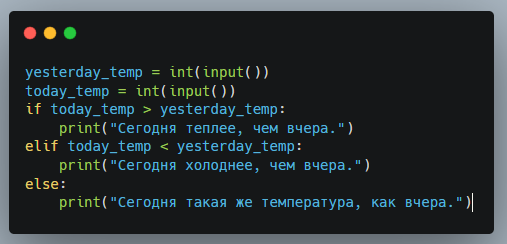 yesterday_temp = int(input())
today_temp = int(input())
if today_temp > yesterday_temp:
    print("Сегодня теплее, чем вчера.")
elif today_temp < yesterday_temp:
    print("Сегодня холоднее, чем вчера.")
else:
    print("Сегодня такая же температура, как вчера.")